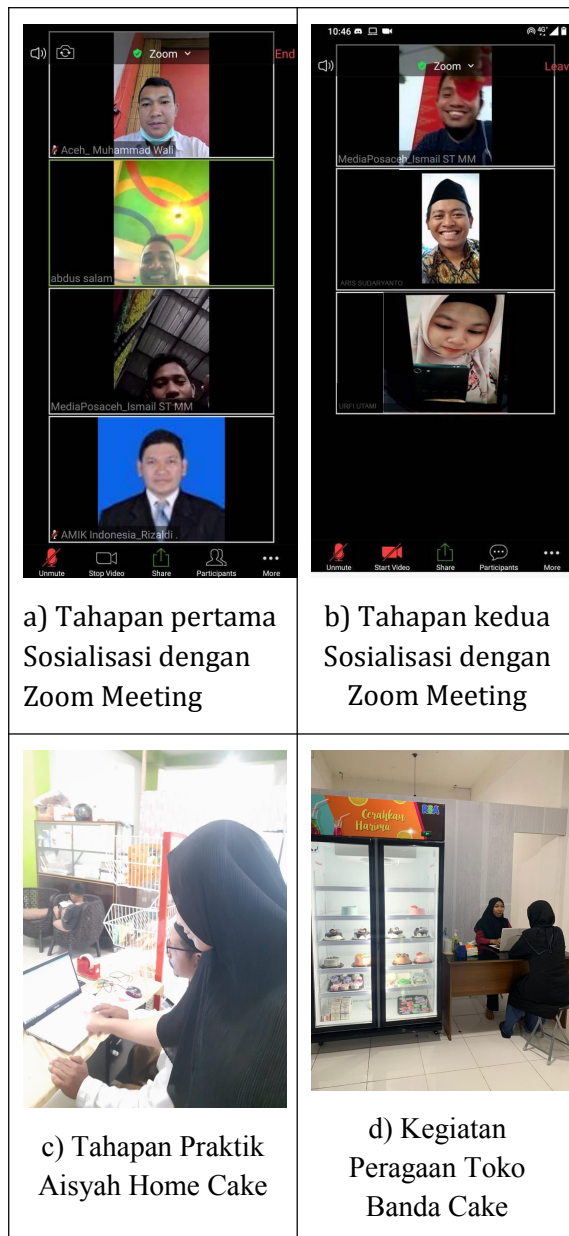 Zoom
End
Aceh_ Muhammad Wali
abdus salam
MediaPosaceh_Ismail ST MM
AMIK Indonesia_Rizaldi .
Unmute Stop Video Share Participants More
10:46
4G+
Zoom
Leav
MediaPosaceh_Ismail ST MM
ARIS SUDARYANTO
URFI UTAMI
Unmute Start Video Share Participants More
a) Tahapan pertama
Sosialisasi dengan
Zoom Meeting
b) Tahapan kedua
Sosialisasi dengan
Zoom Meeting
Cerahkan
Harimu
c) Tahapan Praktik
Aisyah Home Cake
d) Kegiatan
Peragaan Toko
Banda Cake